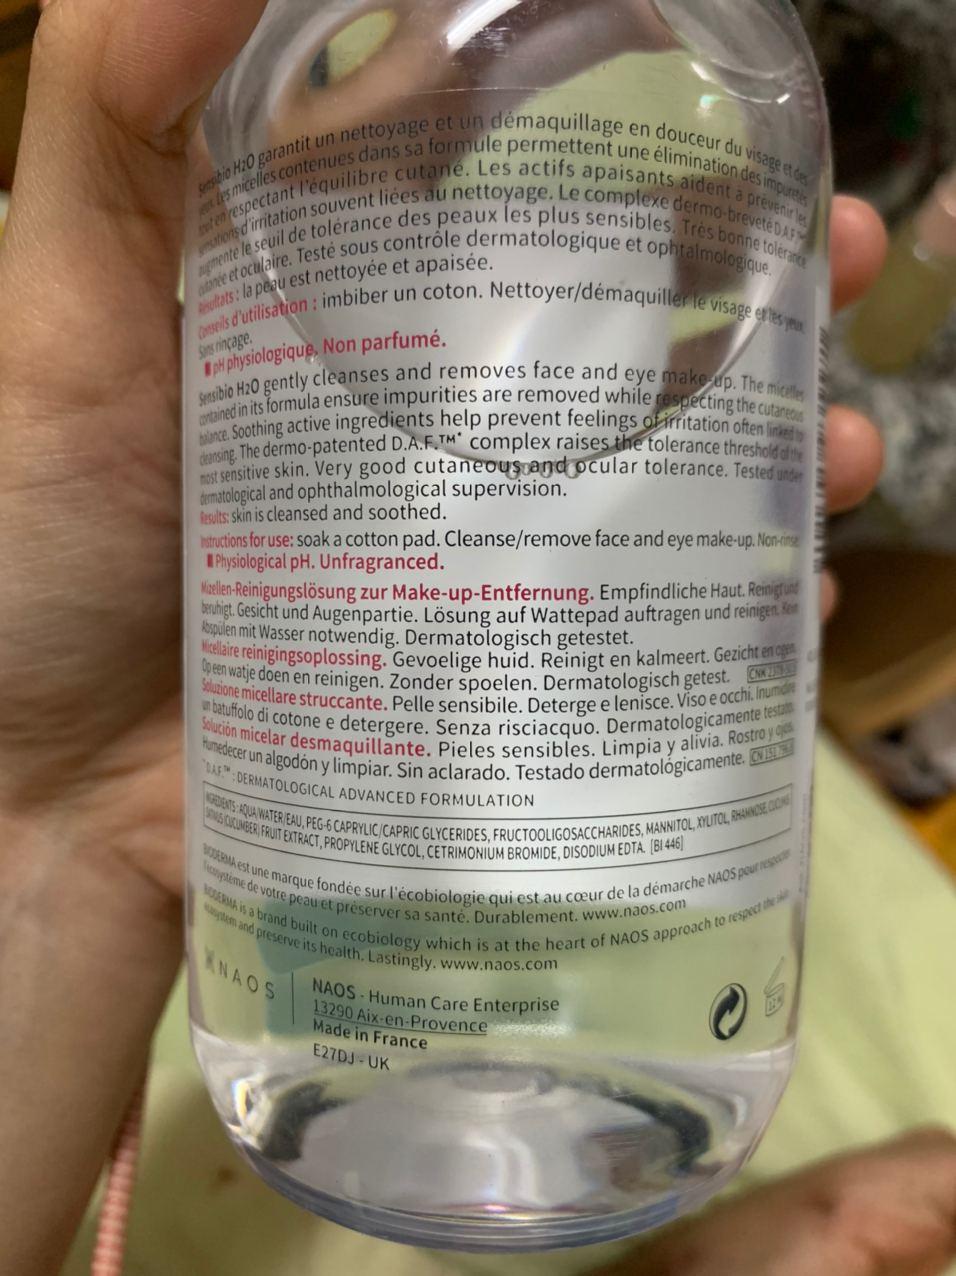 Sensibio H2O garantit un nettoyage et un démaquillage en douceur du visage et des
yeux. Les micelles contenues dans sa formule permettent une élimination des impuretés
tout en respectant l'équilibre cutané. Les actifs apaisants aident à prévenir les
sensations d'irritation souvent liées au nettoyage. Le complexe dermo-breveté D.A.F.™*
augmente le seuil de tolérance des peaux les plus sensibles. Très bonne tolérance
cutanée et oculaire. Testé sous contrôle dermatologique et ophtalmologique.
Résultats : la peau est nettoyée et apaisée.
Conseils d'utilisation : imbiber un coton. Nettoyer/démaquiller le visage et les yeux.
Sans rinçage.
pH physiologique. Non parfumé.
Sensibio H2O gently cleanses and removes face and eye make-up. The micelles
contained in its formula ensure impurities are removed while respecting the cutaneous
balance. Soothing active ingredients help prevent feelings of irritation often linked to
cleansing. The dermo-patented D.A.F.™* complex raises the tolerance threshold of the
most sensitive skin. Very good cutaneous and ocular tolerance. Tested under
dermatological and ophthalmological supervision.
Results: skin is cleansed and soothed.
Instructions for use: soak a cotton pad. Cleanse/remove face and eye make-up. Non-rinse.
Physiological pH. Unfragranced.
Mizellen-Reinigungslösung zur Make-up-Entfernung. Empfindliche Haut. Reinigt und
beruhigt. Gesicht und Augenpartie. Lösung auf Wattepad auftragen und reinigen. Kein
Abspülen mit Wasser notwendig. Dermatologisch getestet.
Micellaire reinigingsoplossing. Gevoelige huid. Reinigt en kalmeert. Gezicht en ogen.
Op een watje doen en reinigen. Zonder spoelen. Dermatologisch getest. CNK
Soluzione micellare struccante. Pelle sensibile. Deterge e lenisce. Viso e occhi. Inumidire
un batuffolo di cotone e detergere. Senza risciacquo. Dermatologicamente testato.
Solución micelar desmaquillante. Pieles sensibles. Limpia y alivia. Rostro y ojos.
Humedecer un algodón y limpiar. Sin aclarado. Testado dermatológicamente. CN
*D.A.F.™ : DERMATOLOGICAL ADVANCED FORMULATION
INGREDIENTS : AQUA/WATER/EAU, PEG-6 CAPRYLIC/CAPRIC GLYCERIDES, FRUCTOOLIGOSACCHARIDES, MANNITOL, XYLITOL, RHAMNOSE, CUCUMIS
SATIVUS (CUCUMBER) FRUIT EXTRACT, PROPYLENE GLYCOL, CETRIMONIUM BROMIDE, DISODIUM EDTA. [BI 446]
BIODERMA est une marque fondée sur l'écobiologie qui est au cœur de la démarche NAOS pour respecter
l'écosystème de votre peau et préserver sa santé. Durablement. www.naos.com
BIODERMA is a brand built on ecobiology which is at the heart of NAOS approach to respect the skin
ecosystem and preserve its health. Lastingly. www.naos.com
NAOS
NAOS - Human Care Enterprise
13290 Aix-en-Provence
Made in France
E27DJ - UK
12 M